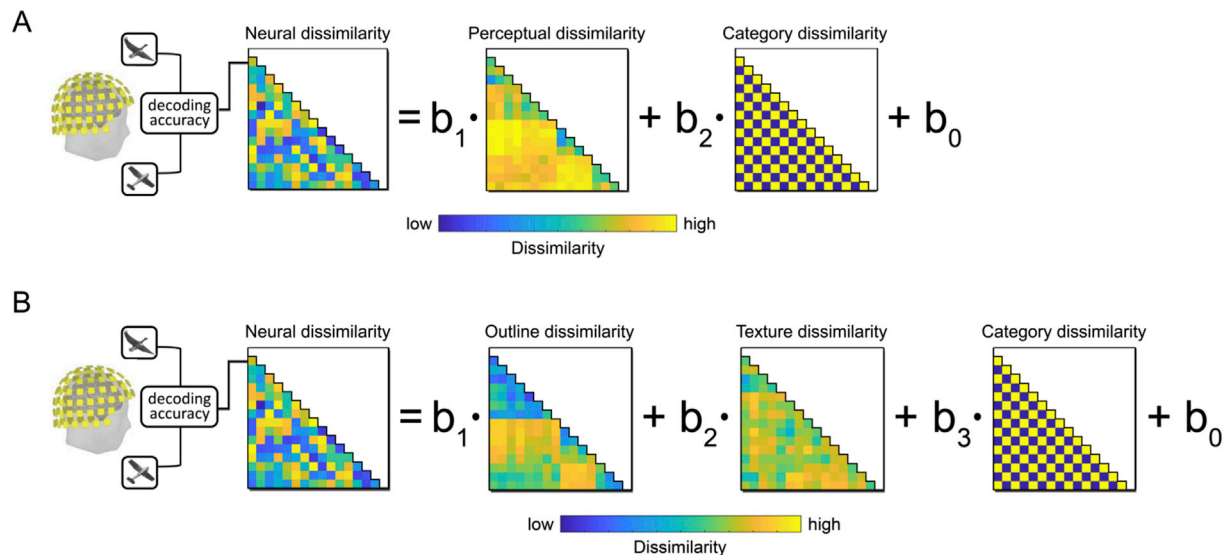 A
Neural dissimilarity
Perceptual dissimilarity
Category dissimilarity
decoding
accuracy
= b1· + b2· + b0
low
high
Dissimilarity
B
Neural dissimilarity
Outline dissimilarity
Texture dissimilarity
Category dissimilarity
decoding
accuracy
= b1· + b2· + b3· + b0
low
high
Dissimilarity